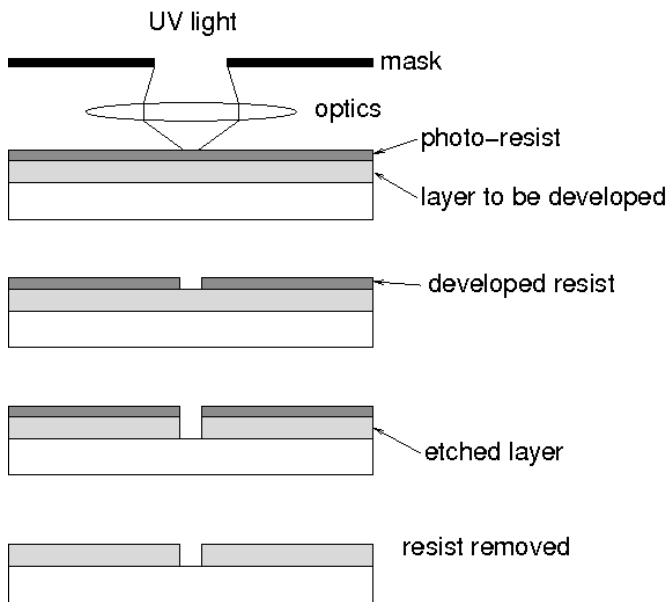 UV light
mask
optics
photo-resist
layer to be developed
developed resist
etched layer
resist removed